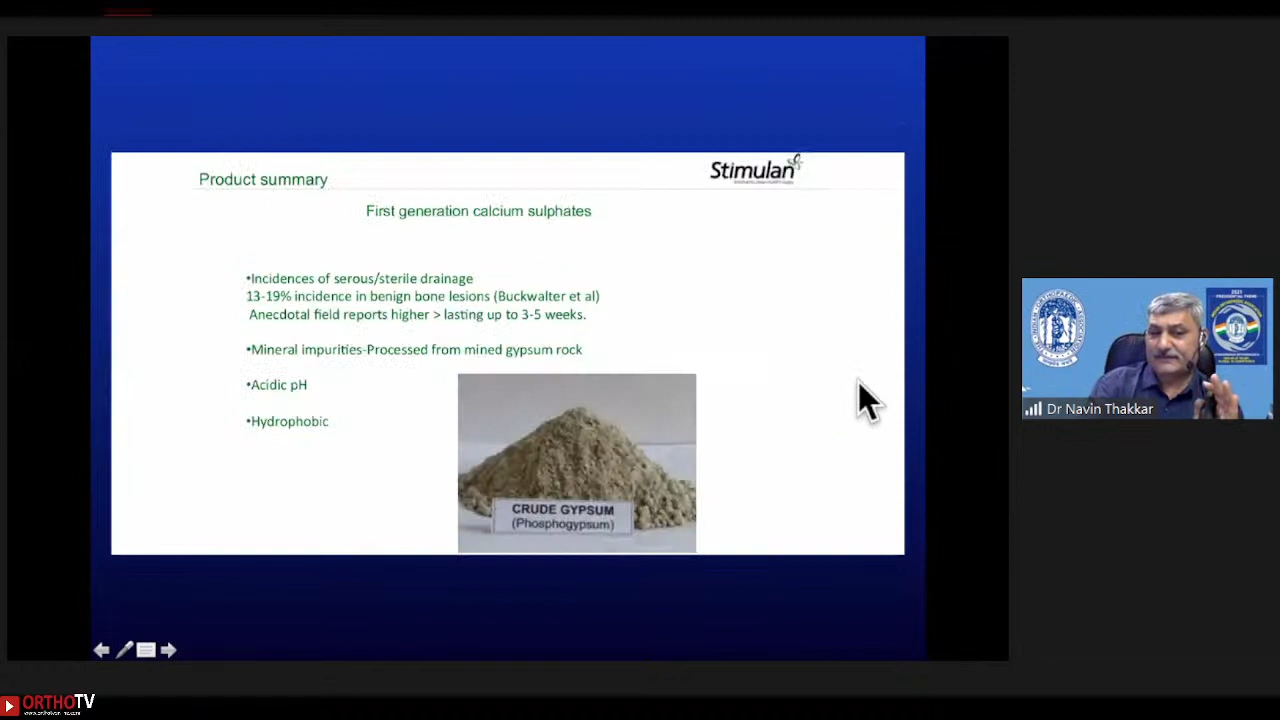 Product summary
Stimulan
First generation calcium sulphates
•Incidences of serous/sterile drainage
13-19% incidence in benign bone lesions (Buckwalter et al)
Anecdotal field reports higher > lasting up to 3-5 weeks.
•Mineral impurities-Processed from mined gypsum rock
•Acidic pH
•Hydrophobic
CRUDE GYPSUM
(Phosphogypsum)
Dr Navin Thakkar
ORTHOTV